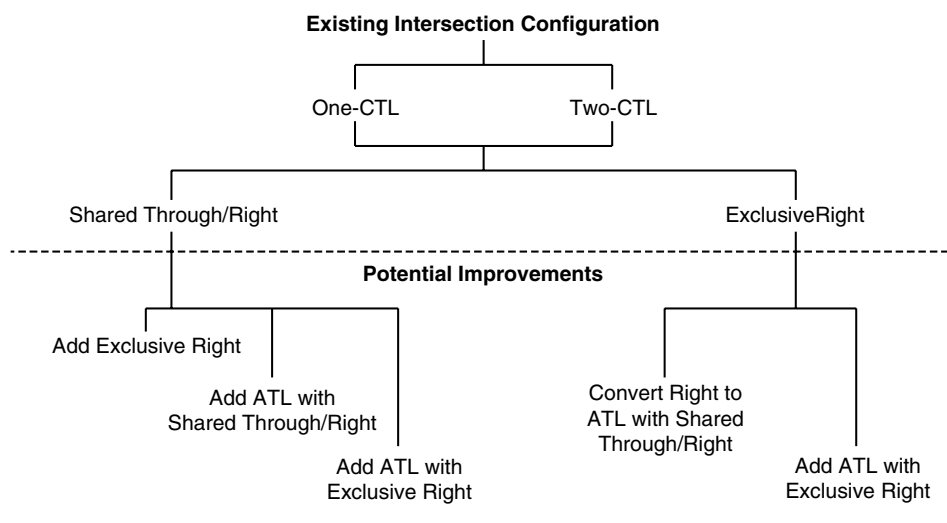 Existing Intersection Configuration
One-CTL
Two-CTL
Shared Through/Right
ExclusiveRight
Potential Improvements
Add Exclusive Right
Add ATL with
Shared Through/Right
Add ATL with
Exclusive Right
Convert Right to
ATL with Shared
Through/Right
Add ATL with
Exclusive Right